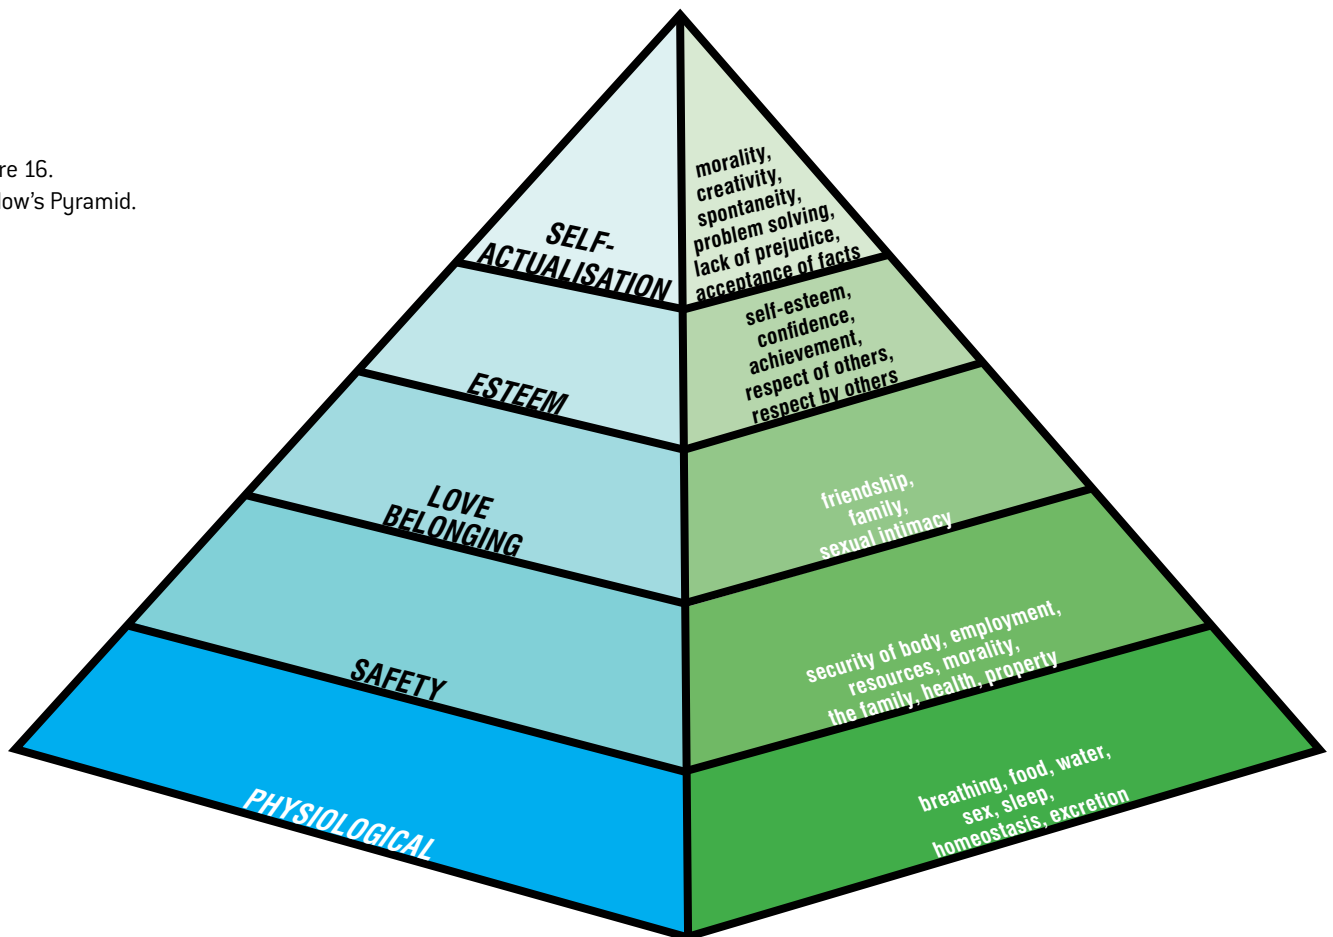 re 16.
low's Pyramid.
morality,
creativity,
spontaneity,
problem solving,
lack of prejudice,
acceptance of facts
SELF-
ACTUALISATION
self-esteem,
confidence,
achievement,
respect of others,
respect by others
ESTEEM
friendship,
family,
sexual intimacy
LOVE
BELONGING
security of body, employment,
resources, morality,
the family, health, property
SAFETY
breathing, food, water,
sex, sleep,
homeostasis, excretion
PHYSIOLOGICAL